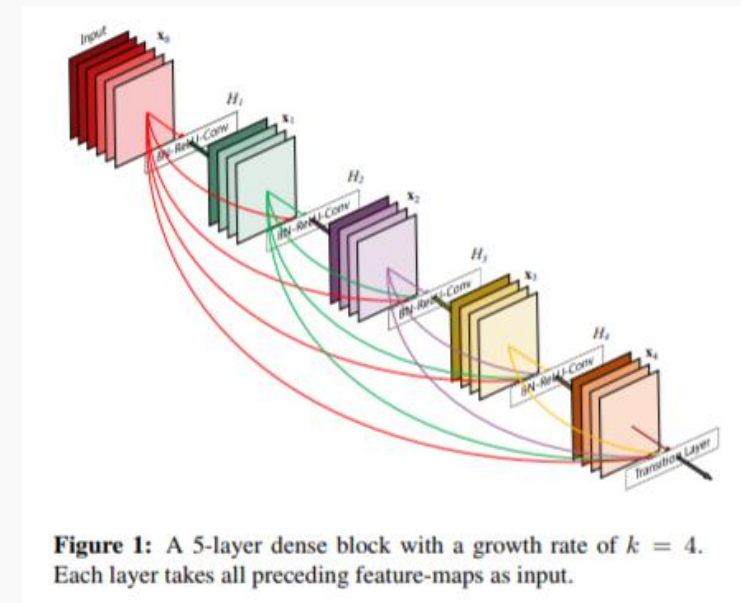 Input
x₀
H₁
BN-ReLU-Conv
x₁
H₂
BN-ReLU-Conv
x₂
H₃
BN-ReLU-Conv
x₃
H₄
BN-ReLU-Conv
x₄
Transition Layer
Figure 1: A 5-layer dense block with a growth rate of k = 4.
Each layer takes all preceding feature-maps as input.